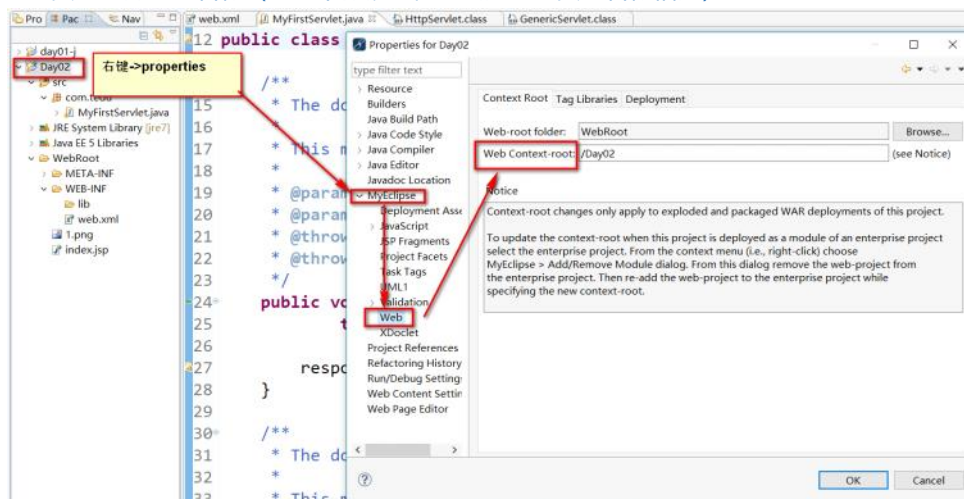 Pro Pac Nav
web.xml MyFirstServlet.java HttpServlet.class GenericServlet.class
day01-j
Day02
src
MyFirstServlet.java
JRE System Library [jre7]
Java EE 5 Libraries
WebRoot
META-INF
WEB-INF
lib
web.xml
1.png
index.jsp
右键->properties
12 public class
/**
15 * The do
16 *
17 * This m
18 *
19 * @param
20 * @param
21 * @throw
22 * @throw
23 */
24 public vo
25 t
26
27 respo
28 }
29
30 /**
31 * The do
32 *
33 * This m
Properties for Day02
type filter text
Resource
Builders
Java Build Path
Java Code Style
Java Compiler
Java Editor
Javadoc Location
MyEclipse
Deployment Asse
JavaScript
JSP Fragments
Project Facets
Task Tags
UML1
Validation
Web
XDoclet
Project References
Refactoring History
Run/Debug Settings
Web Content Settin
Web Page Editor
Context Root Tag Libraries Deployment
Web-root folder: WebRoot Browse...
Web Context-root: /Day02 (see Notice)
Notice
Context-root changes only apply to exploded and packaged WAR deployments of this project.
To update the context-root when this project is deployed as a module of an enterprise project
select the enterprise project. From the context menu (i.e., right-click) choose
MyEclipse > Add/Remove Module dialog. From this dialog remove the web-project from
the enterprise project. Then re-add the web-project to the enterprise project while
specifying the new context-root.
OK Cancel